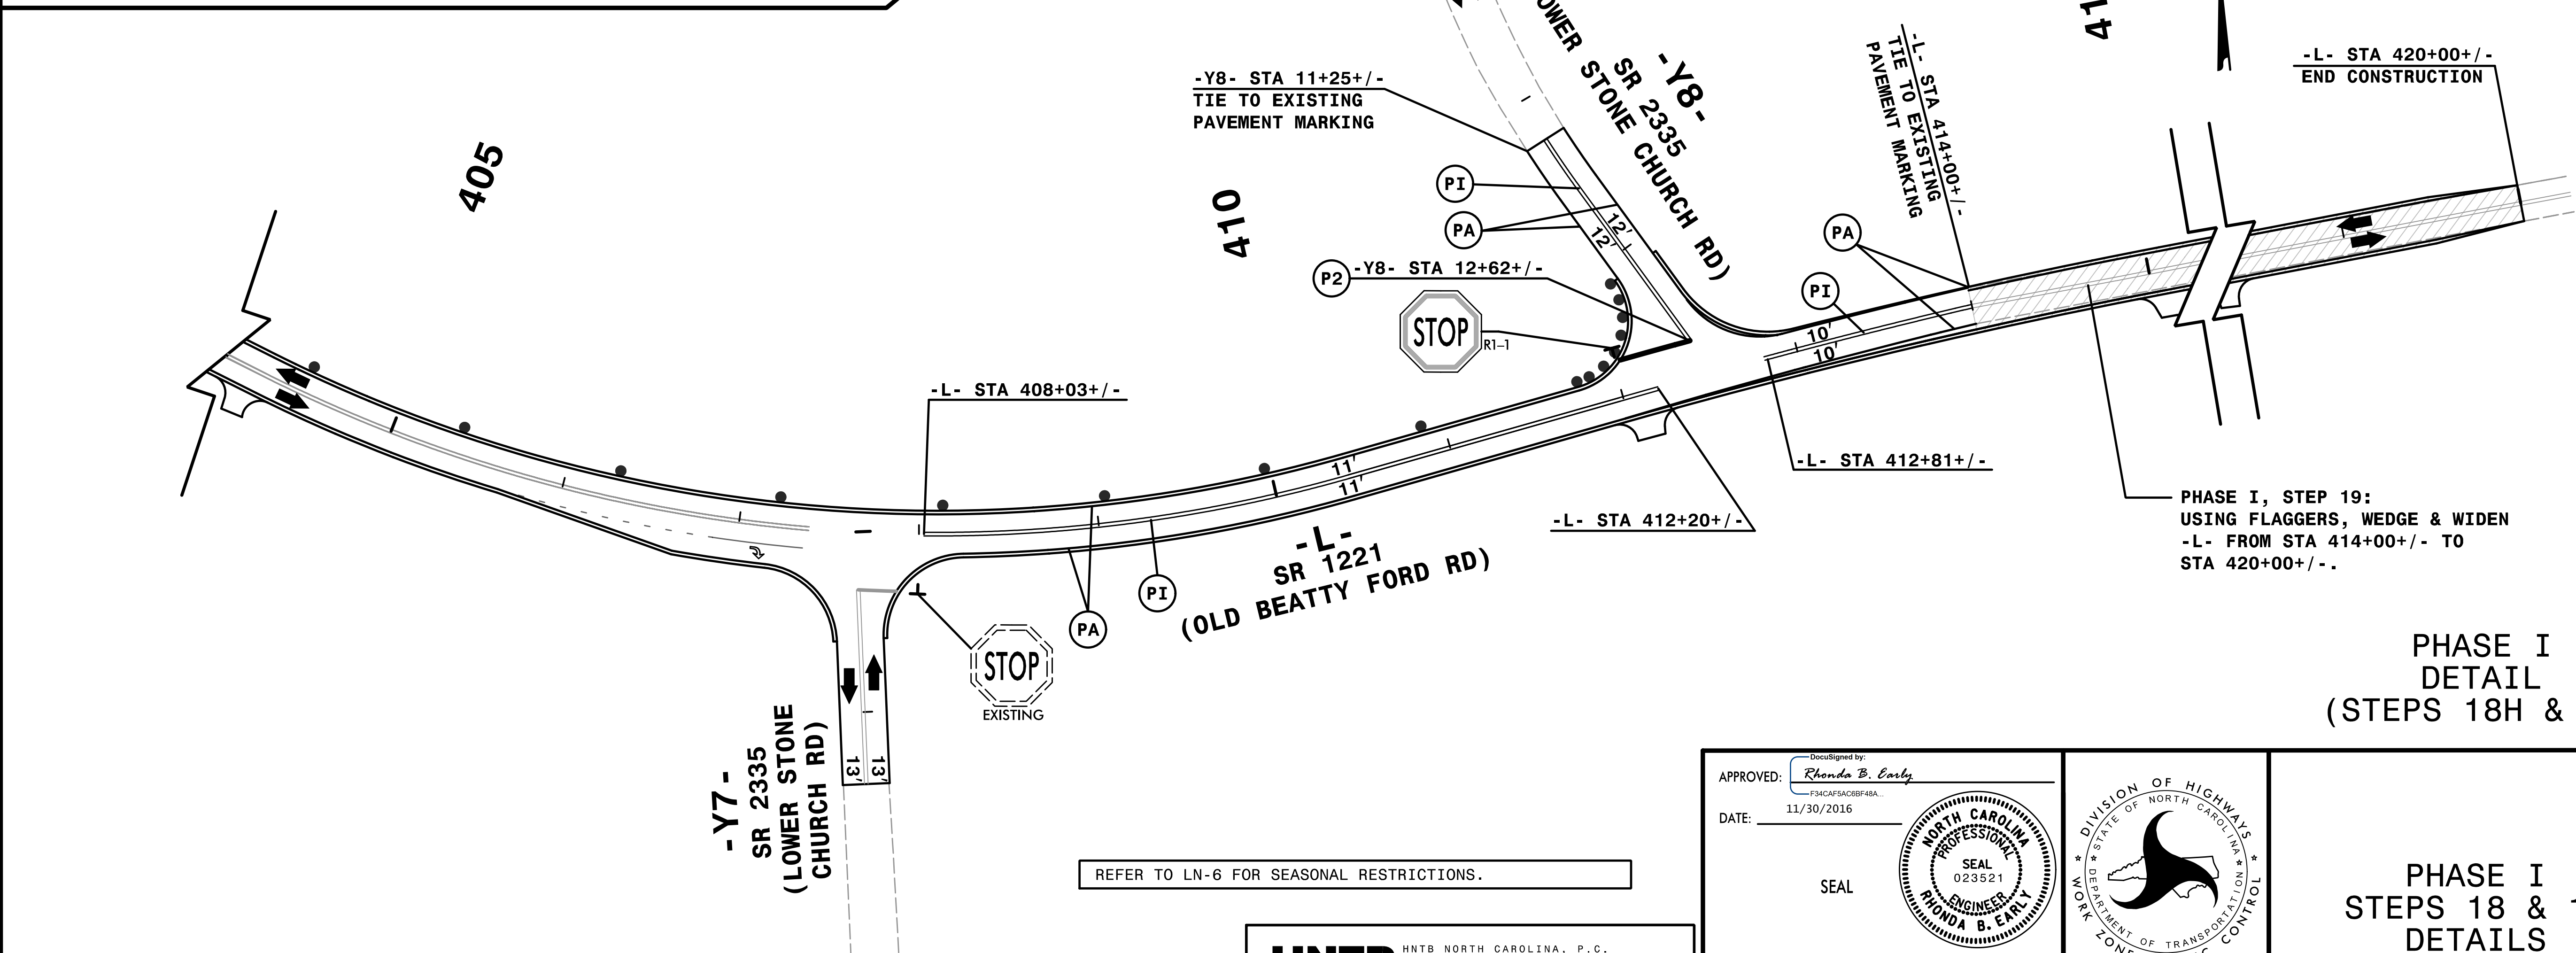 -Y8- STA 11+25+/-
TIE TO EXISTING
PAVEMENT MARKING
-Y8-
SR 2335
STONE CHURCH RD)
-L- STA 414+00+/-
TIE TO EXISTING
PAVEMENT MARKING
-L- STA 420+00+/-
END CONSTRUCTION
405
410
PI
PA
12'
12'
P2
-Y8- STA 12+62+/-
STOP
R1-1
PA
PI
10'
10'
-L- STA 408+03+/-
11'
11'
-L- STA 412+81+/-
-L- STA 412+20+/-
PHASE I, STEP 19:
USING FLAGGERS, WEDGE & WIDEN
-L- FROM STA 414+00+/- TO
STA 420+00+/-.
-L-
SR 1221
(OLD BEATTY FORD RD)
PI
PA
STOP
EXISTING
-Y7-
SR 2335
(LOWER STONE
CHURCH RD)
13'
13'
PHASE I
DETAIL
(STEPS 18H &
REFER TO LN-6 FOR SEASONAL RESTRICTIONS.
HNTB NORTH CAROLINA, P.C.
APPROVED:
DocuSigned by:
Rhonda B. Early
F34CAF5AC6BF48A...
DATE: 11/30/2016
SEAL
NORTH CAROLINA
PROFESSIONAL
SEAL
023521
ENGINEER
RHONDA B. EARLY
DIVISION OF HIGHWAYS
STATE OF NORTH CAROLINA
DEPARTMENT OF TRANSPORTATION
WORK ZONE CONTROL
PHASE I
STEPS 18 &
DETAILS